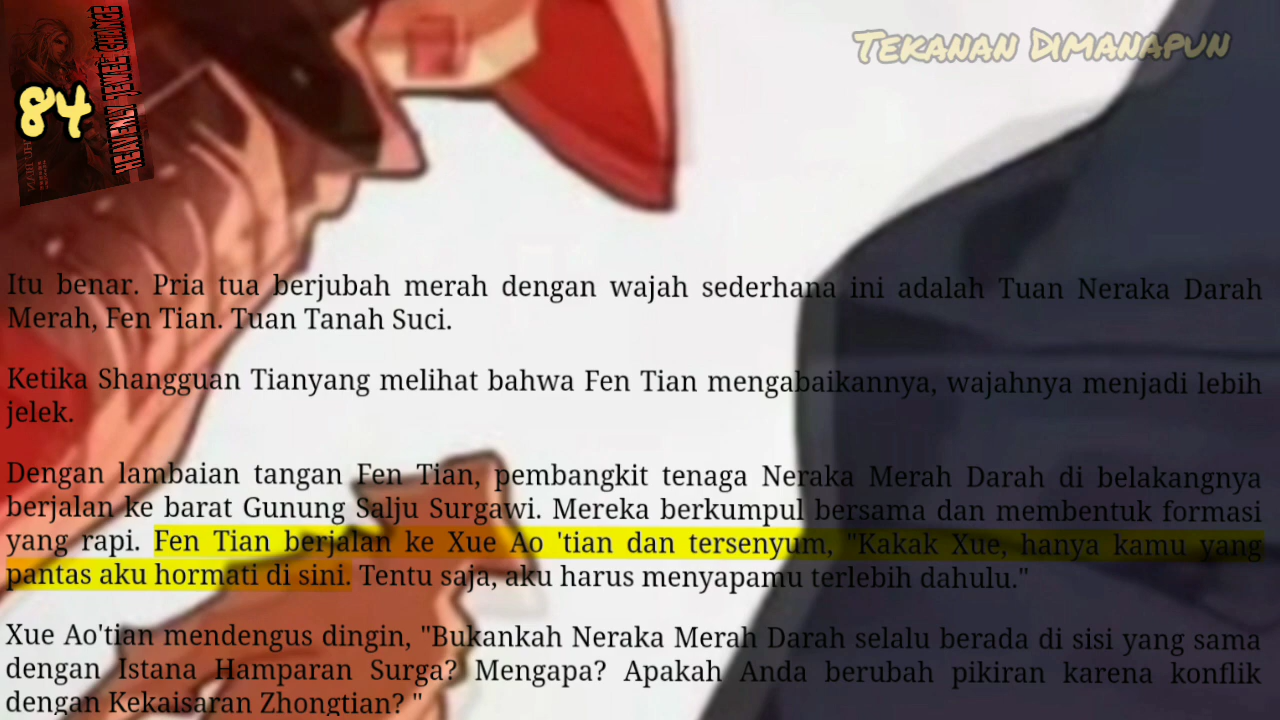 84
HEAVENLY JEWEL CHANGE
Tekanan Dimanapun
Itu benar. Pria tua berjubah merah dengan wajah sederhana ini adalah Tuan Neraka Darah
Merah, Fen Tian. Tuan Tanah Suci.
Ketika Shangguan Tianyang melihat bahwa Fen Tian mengabaikannya, wajahnya menjadi lebih
jelek.
Dengan lambaian tangan Fen Tian, pembangkit tenaga Neraka Merah Darah di belakangnya
berjalan ke barat Gunung Salju Surgawi. Mereka berkumpul bersama dan membentuk formasi
yang rapi. Fen Tian berjalan ke Xue Ao 'tian dan tersenyum, "Kakak Xue, hanya kamu yang
pantas aku hormati di sini. Tentu saja, aku harus menyapamu terlebih dahulu."
Xue Ao'tian mendengus dingin, "Bukankah Neraka Merah Darah selalu berada di sisi yang sama
dengan Istana Hamparan Surga? Mengapa? Apakah Anda berubah pikiran karena konflik
dengan Kekaisaran Zhongtian? "